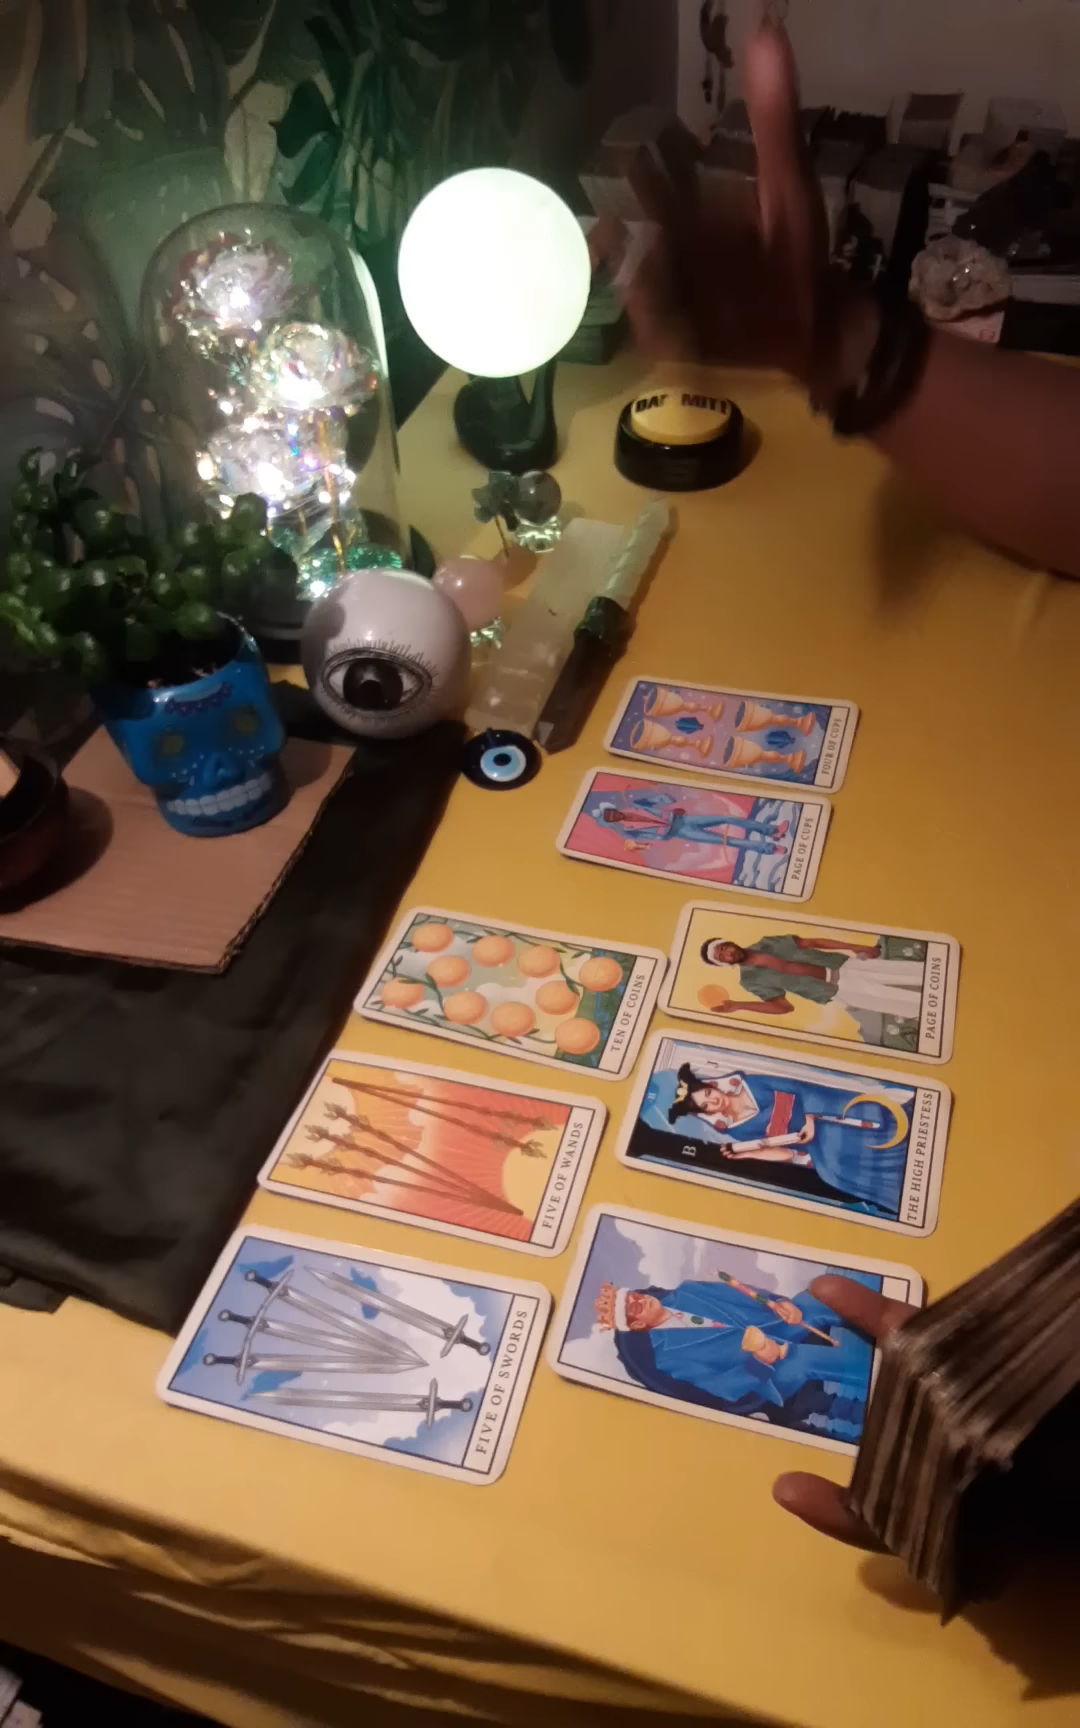 FOUR OF CUPS
PAGE OF CUPS
TEN OF COINS
PAGE OF COINS
FIVE OF WANDS
B
J
THE HIGH PRIESTESS
FIVE OF SWORDS